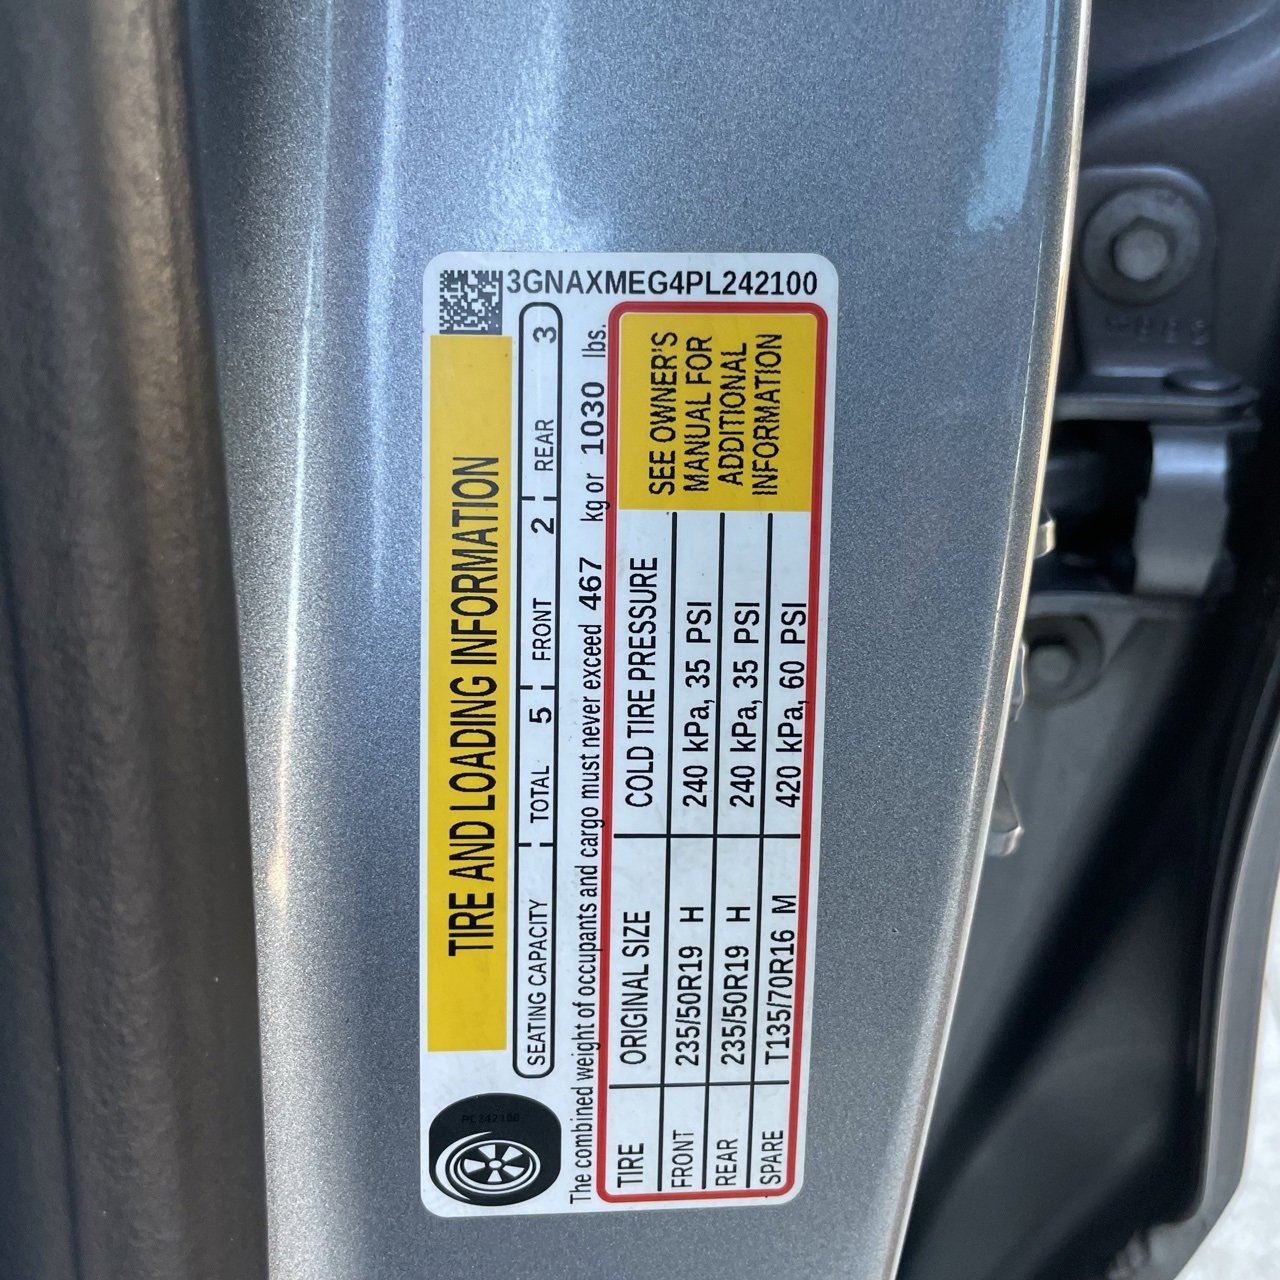 3GNAXMEG4PL242100
TIRE AND LOADING INFORMATION
SEATING CAPACITY TOTAL 5 FRONT 2 REAR 3
The combined weight of occupants and cargo must never exceed 467 kg or 1030 lbs.
TIRE ORIGINAL SIZE COLD TIRE PRESSURE
FRONT 235/50R19 H 240 kPa, 35 PSI
REAR 235/50R19 H 240 kPa, 35 PSI
SPARE T135/70R16 M 420 kPa, 60 PSI
SEE OWNER'S
MANUAL FOR
ADDITIONAL
INFORMATION
PL242100